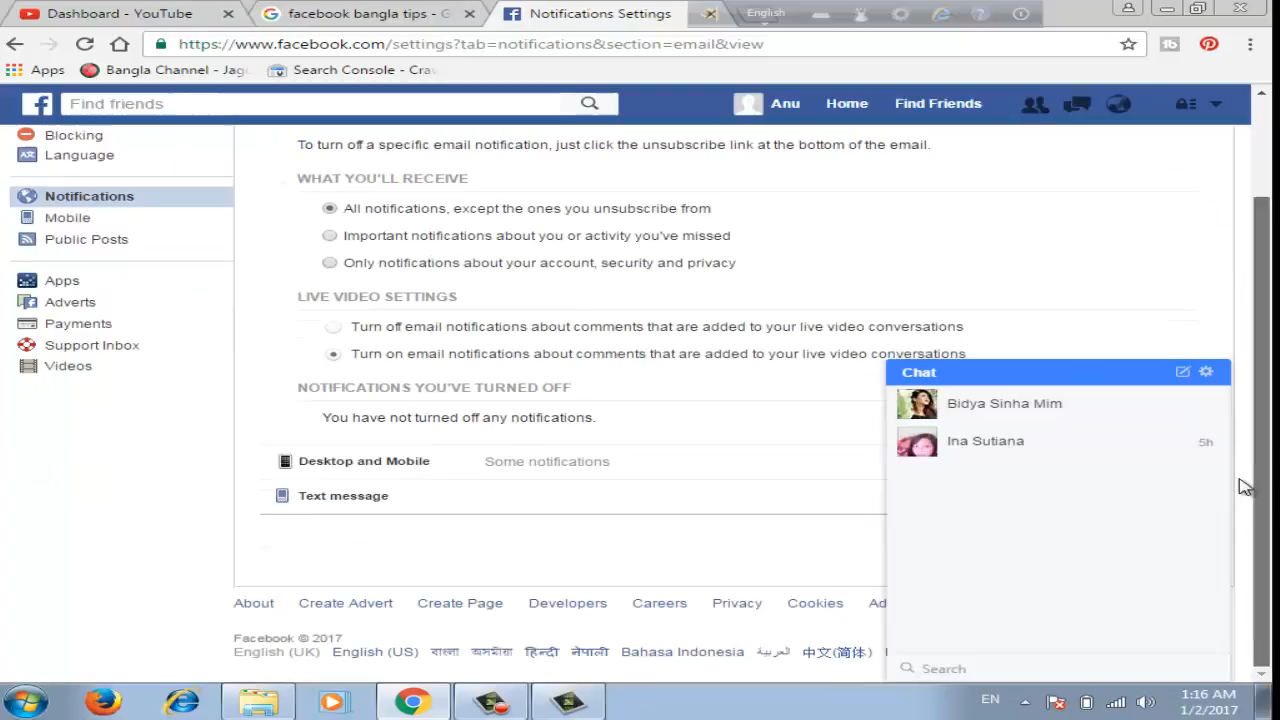 Dashboard - YouTube
facebook bangla tips - G
Notifications Settings
English
https://www.facebook.com/settings?tab=notifications&section=email&view
Apps
Bangla Channel - Jag
Search Console - Cra
Find friends
Anu
Home
Find Friends
Blocking
Language
Notifications
Mobile
Public Posts
Apps
Adverts
Payments
Support Inbox
Videos
To turn off a specific email notification, just click the unsubscribe link at the bottom of the email.
WHAT YOU'LL RECEIVE
All notifications, except the ones you unsubscribe from
Important notifications about you or activity you've missed
Only notifications about your account, security and privacy
LIVE VIDEO SETTINGS
Turn off email notifications about comments that are added to your live video conversations
Turn on email notifications about comments that are added to your live video conversations
NOTIFICATIONS YOU'VE TURNED OFF
You have not turned off any notifications.
Desktop and Mobile
Some notifications
Text message
Chat
Bidya Sinha Mim
Ina Sutiana
5h
Search
About
Create Advert
Create Page
Developers
Careers
Privacy
Cookies
Ad
Facebook © 2017
English (UK)
English (US)
বাংলা
অসমীয়া
हिन्दी
नेपाली
Bahasa Indonesia
العربية
中文(简体)
EN
1:16 AM
1/2/2017